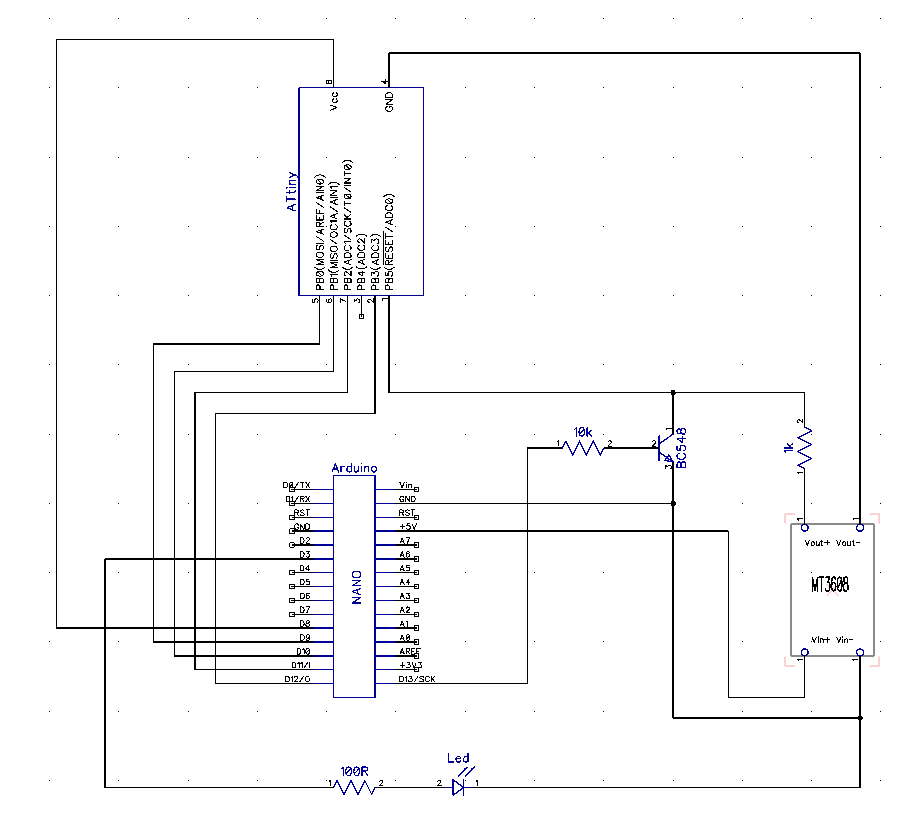 8
4
Vcc
GND
ATtiny
PB0(MOSI/AREF/AIN0)
PB1(MISO/OC1A/AIN1)
PB2(ADC1/SCK/T0/INT0)
PB4(ADC2)
PB3(ADC3)
PB5(RESET/ADC0)
5
6
7
3
2
1
10k
1
2
2
1
3
BC548
2
1k
1
Arduino
NANO
D0/TX
D1/RX
RST
GND
D2
D3
D4
D5
D6
D7
D8
D9
D10
D11/I
D12/O
Vin
GND
RST
+5V
A7
A6
A5
A4
A3
A2
A1
A0
AREF
+3V3
D13/SCK
1
1
Vout+ Vout-
MT3608
Vin+ Vin-
1
1
Led
100R
1
2
2
1